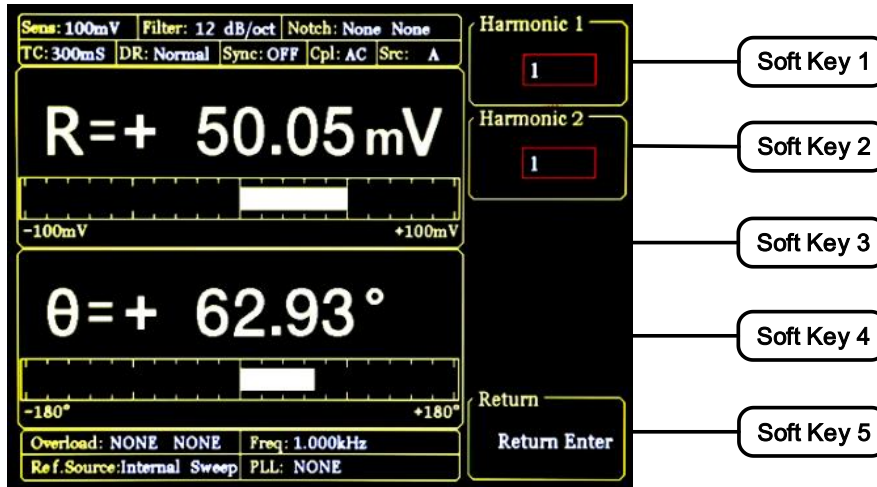 Sens: 100mV Filter: 12 dB/oct Notch: None None
TC: 300mS DR: Normal Sync: OFF Cpl: AC Src: A
R=+ 50.05 mV
-100mV +100mV
θ=+ 62.93°
-180° +180°
Overload: NONE NONE Freq: 1.000kHz
Ref.Source:Internal Sweep PLL: NONE
Harmonic 1
1
Harmonic 2
1
Return
Return Enter
Soft Key 1
Soft Key 2
Soft Key 3
Soft Key 4
Soft Key 5